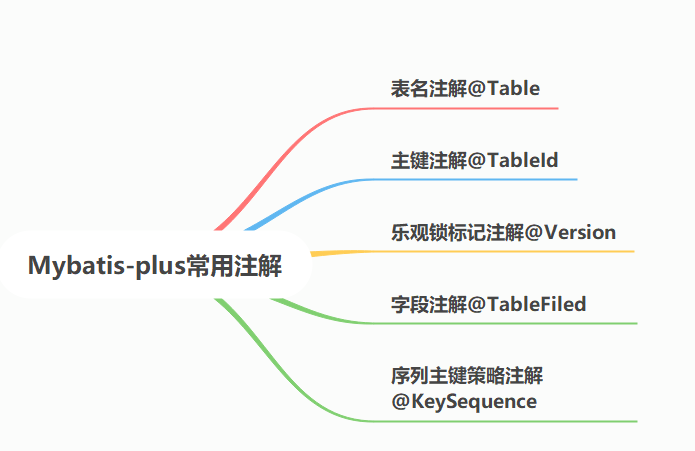 表名注解@Table
主键注解@TableId
乐观锁标记注解@Version
Mybatis-plus常用注解
字段注解@TableFiled
序列主键策略注解
@KeySequence